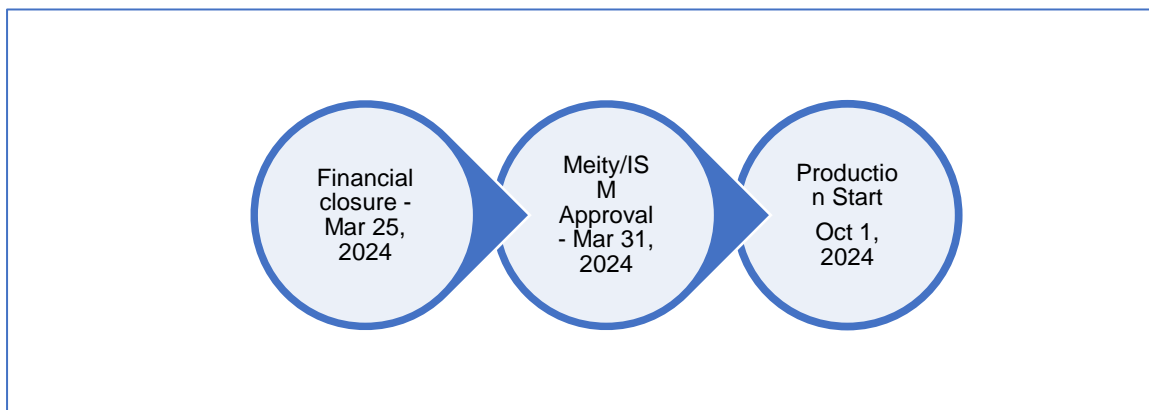 Financial
closure -
Mar 25,
2024
Meity/IS
M
Approval
- Mar 31,
2024
Productio
n Start
Oct 1,
2024